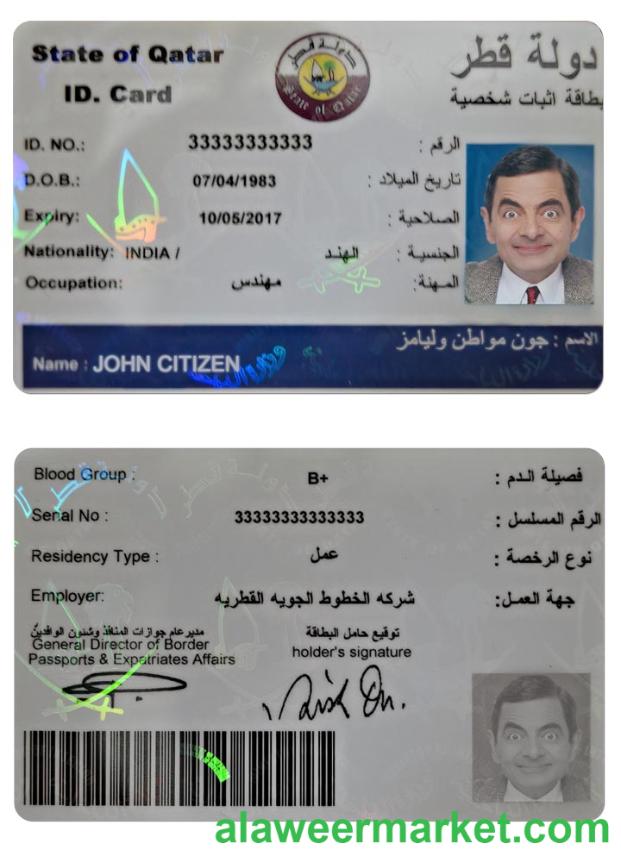 State of Qatar
دولة قطر
ID. Card
بطاقة اثبات شخصية
دولة قطر
State of Qatar
ID. NO.: 33333333333 الرقم :
D.O.B.: 07/04/1983 تاريخ الميلاد :
Expiry: 10/05/2017 الصلاحية :
Nationality: INDIA / الهند الجنسية :
Occupation: مهندس المهنة:
الاسم : جون مواطن وليامز
Name : JOHN CITIZEN
Blood Group : B+ فصيلة الدم :
Serial No : 33333333333333 الرقم المسلسل :
Residency Type : عمل نوع الرخصة :
Employer: شركه الخطوط الجويه القطريه جهة العمل:
مدير عام جوازات المنافذ وشئون الوافدين
General Director of Border
Passports & Expatriates Affairs
توقيع حامل البطاقة
holder's signature
alaweermarket.com